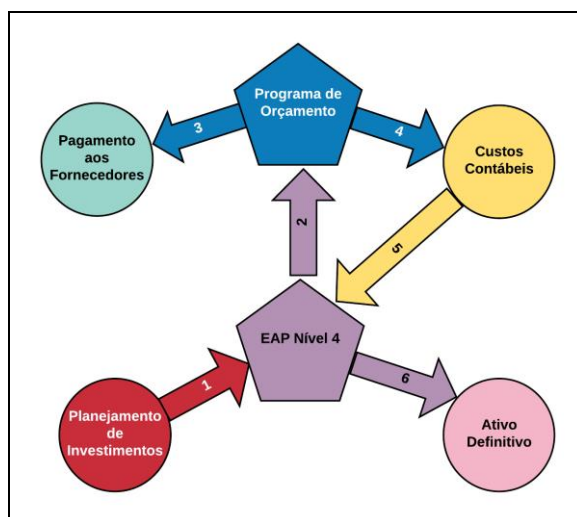 Programa de
Orçamento
3
4
Pagamento
aos
Fornecedores
Custos
Contábeis
2
5
EAP Nível 4
1
6
Planejamento
de
Investimentos
Ativo
Definitivo